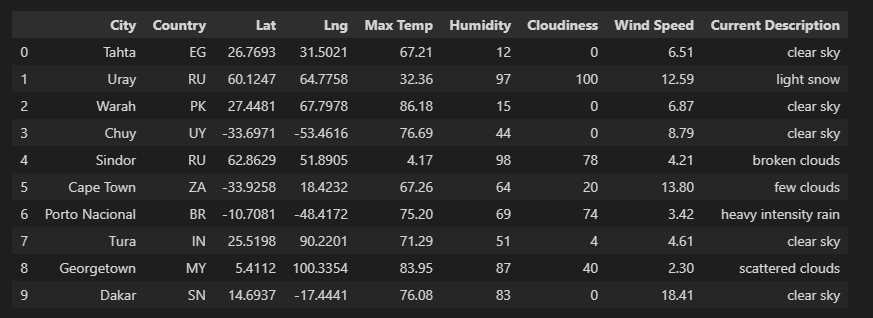 City Country Lat Lng Max Temp Humidity Cloudiness Wind Speed Current Description
0 Tahta EG 26.7693 31.5021 67.21 12 0 6.51 clear sky
1 Uray RU 60.1247 64.7758 32.36 97 100 12.59 light snow
2 Warah PK 27.4481 67.7978 86.18 15 0 6.87 clear sky
3 Chuy UY -33.6971 -53.4616 76.69 44 0 8.79 clear sky
4 Sindor RU 62.8629 51.8905 4.17 98 78 4.21 broken clouds
5 Cape Town ZA -33.9258 18.4232 67.26 64 20 13.80 few clouds
6 Porto Nacional BR -10.7081 -48.4172 75.20 69 74 3.42 heavy intensity rain
7 Tura IN 25.5198 90.2201 71.29 51 4 4.61 clear sky
8 Georgetown MY 5.4112 100.3354 83.95 87 40 2.30 scattered clouds
9 Dakar SN 14.6937 -17.4441 76.08 83 0 18.41 clear sky